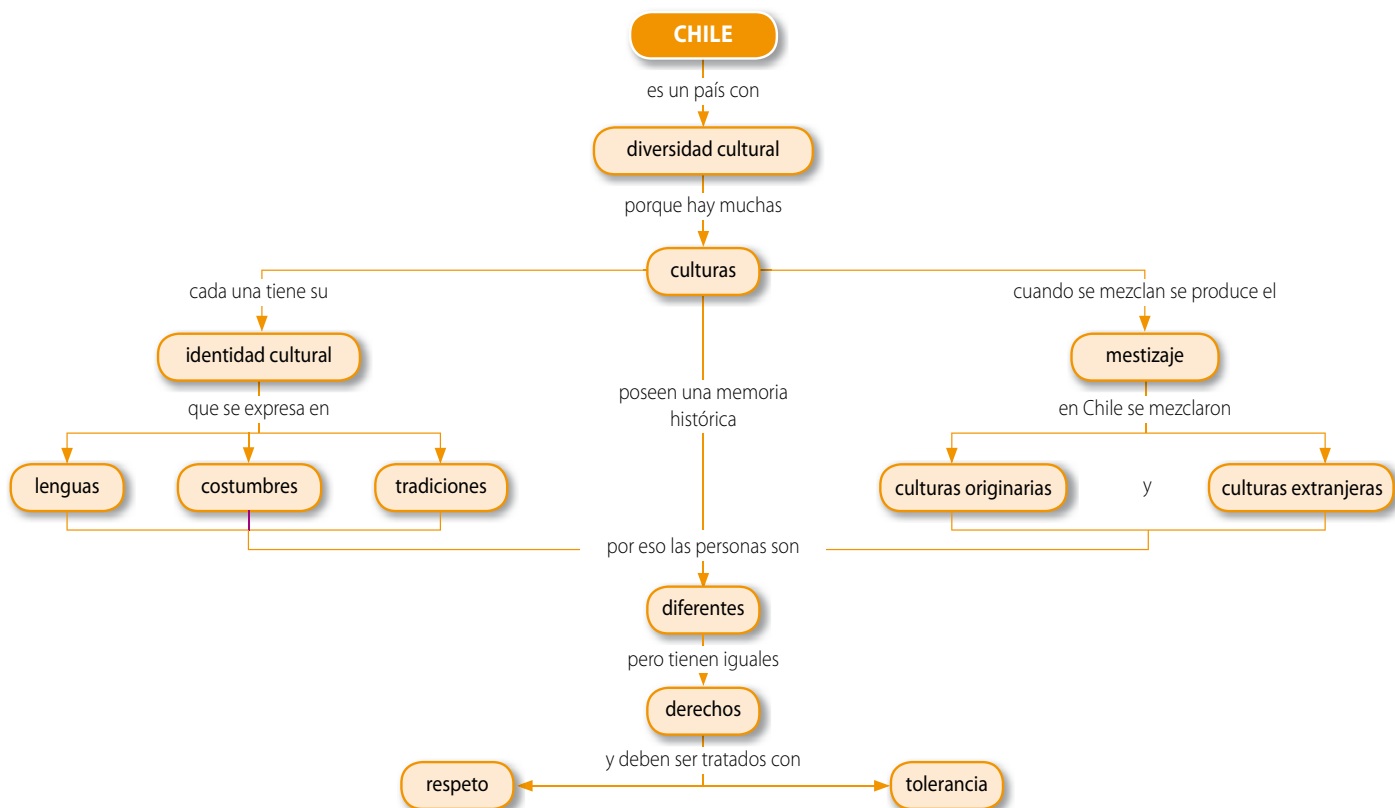 CHILE
es un país con
diversidad cultural
porque hay muchas
culturas
cada una tiene su
cuando se mezclan se produce el
identidad cultural
mestizaje
que se expresa en
poseen una memoria
histórica
en Chile se mezclaron
lenguas
costumbres
tradiciones
culturas originarias
y
culturas extranjeras
por eso las personas son
diferentes
pero tienen iguales
derechos
y deben ser tratados con
respeto
tolerancia